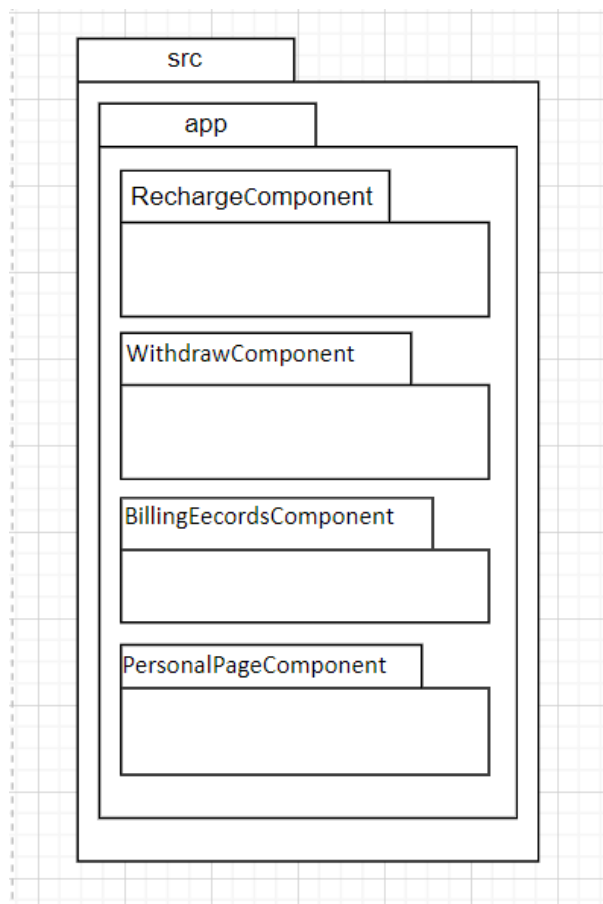 src
app
RechargeComponent
WithdrawComponent
BillingEecordsComponent
PersonalPageComponent